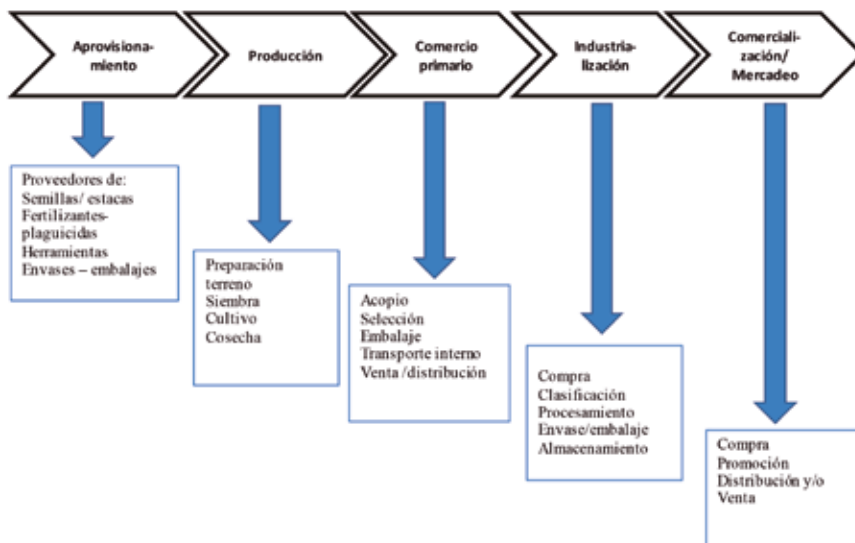 Aprovisiona-
miento
Producción
Comercio
primario
Industria-
lización
Comerciali-
zación/
Mercadeo
Proveedores de:
Semillas/ estacas
Fertilizantes-
plaguicidas
Herramientas
Envases – embalajes
Preparación
terreno
Siembra
Cultivo
Cosecha
Acopio
Selección
Embalaje
Transporte interno
Venta /distribución
Compra
Clasificación
Procesamiento
Envase/embalaje
Almacenamiento
Compra
Promoción
Distribución y/o
Venta